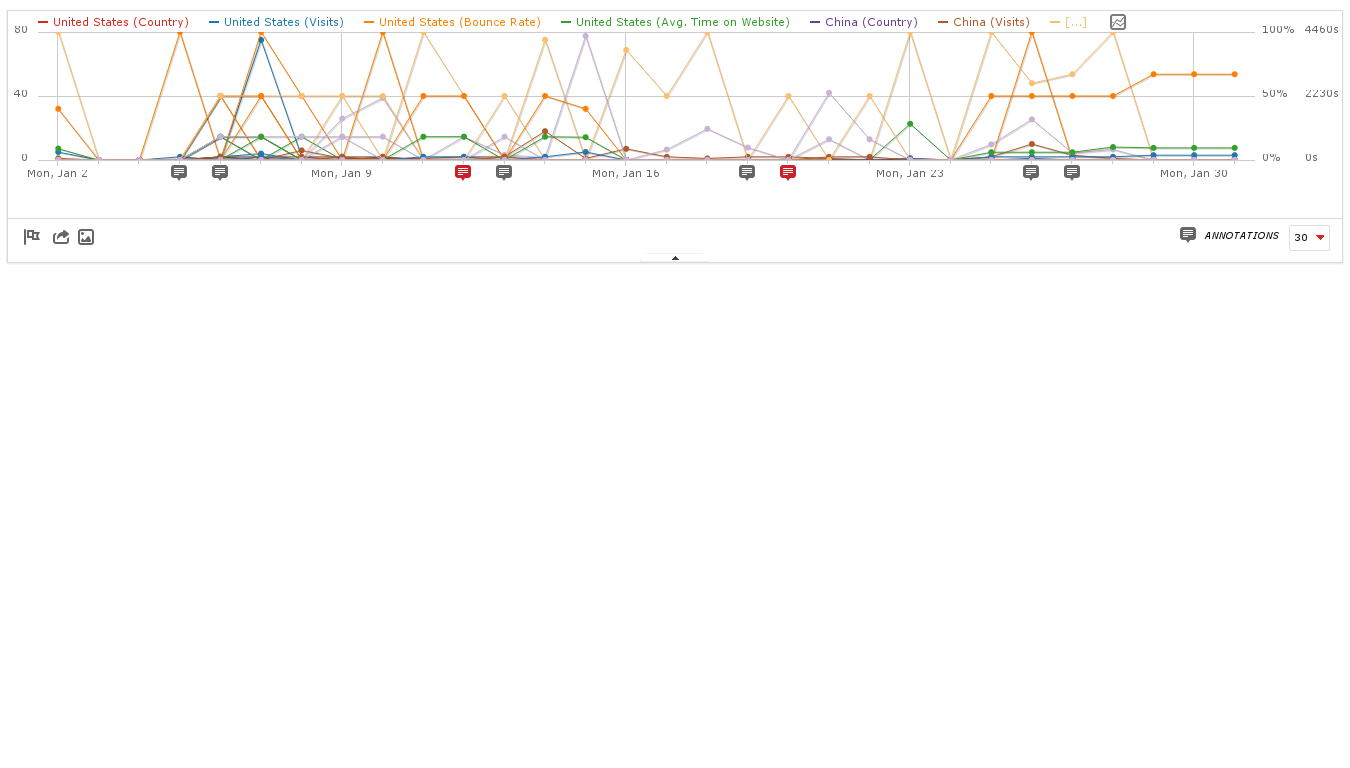 United States (Country) United States (Visits) United States (Bounce Rate) United States (Avg. Time on Website) China (Country) China (Visits) [...]
80 100% 4460s
40 50% 2230s
0 0% 0s
Mon, Jan 2 Mon, Jan 9 Mon, Jan 16 Mon, Jan 23 Mon, Jan 30
ANNOTATIONS 30